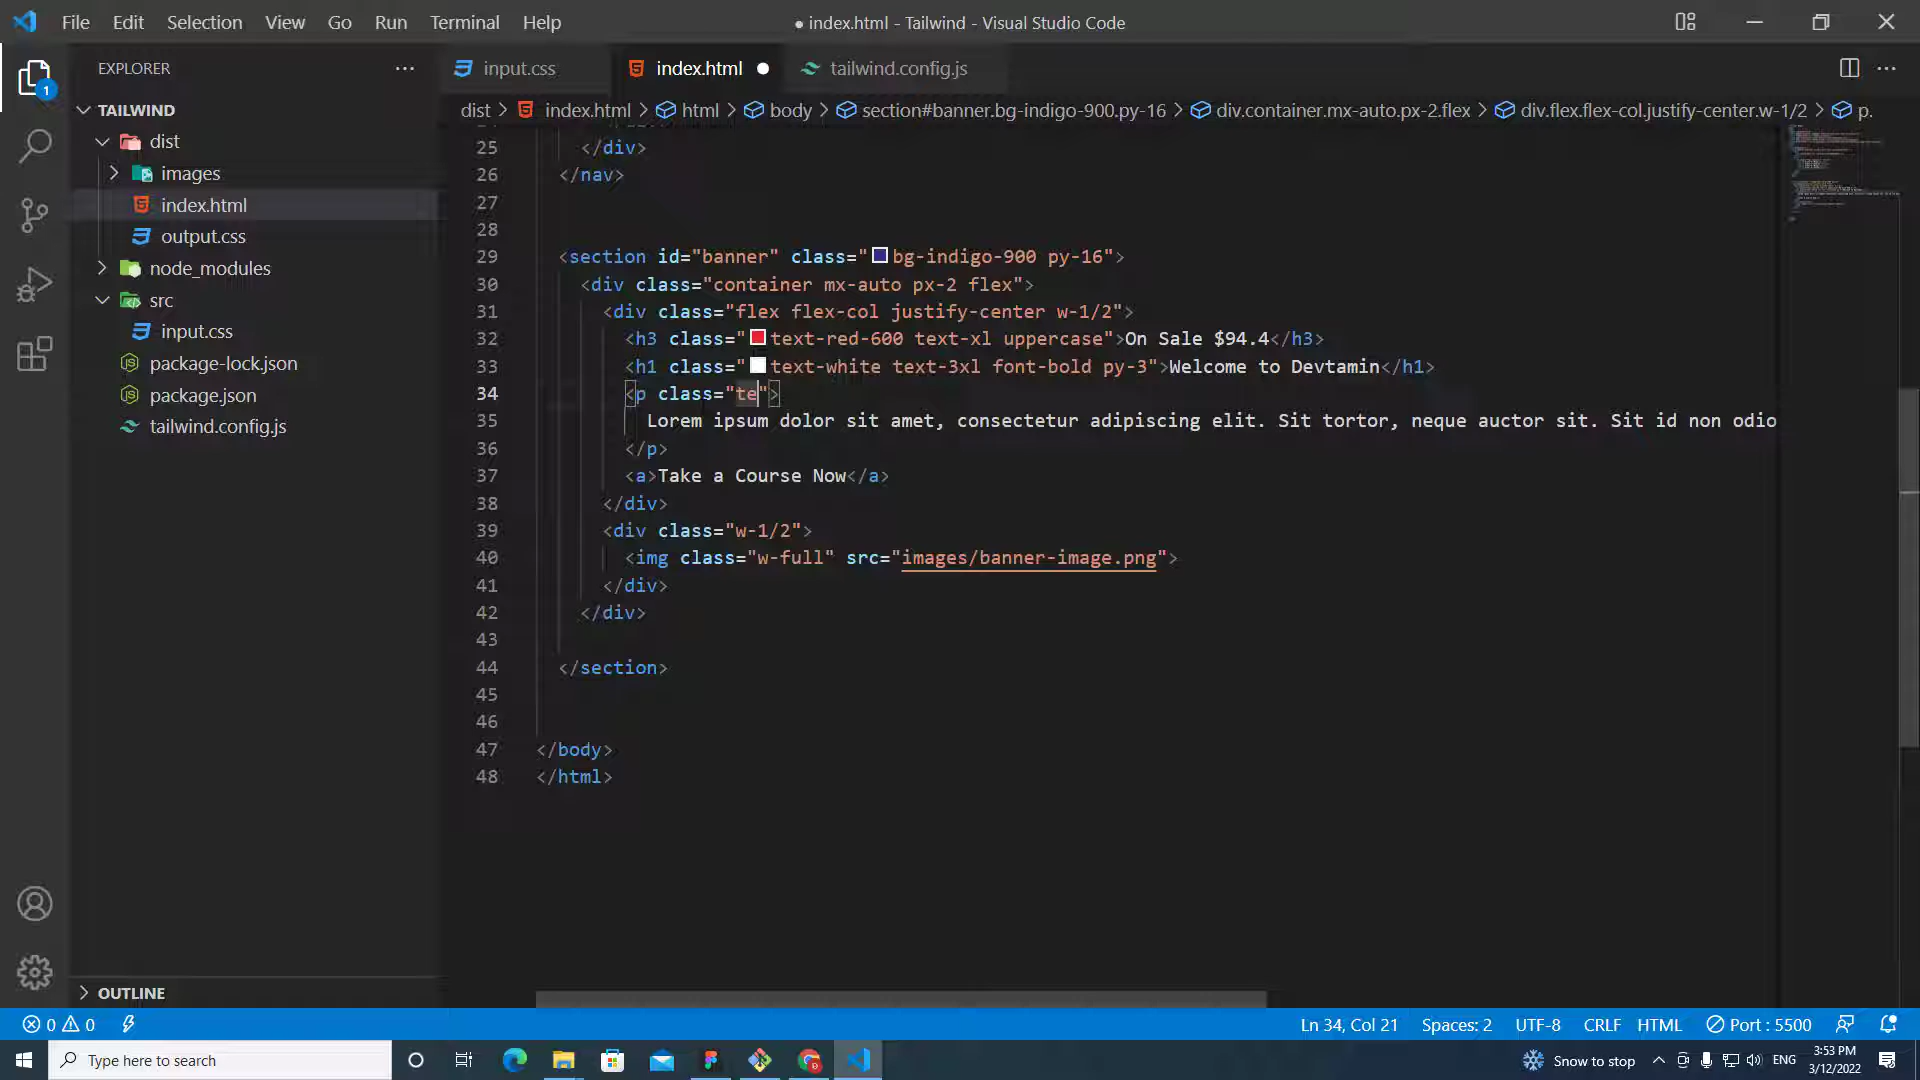 File Edit Selection View Go Run Terminal Help
● index.html - Tailwind - Visual Studio Code
EXPLORER
input.css
index.html
tailwind.config.js
1
TAILWIND
dist > index.html > html > body > section#banner.bg-indigo-900.py-16 > div.container.mx-auto.px-2.flex > div.flex.flex-col.justify-center.w-1/2 > p.
dist
images
index.html
output.css
node_modules
src
input.css
package-lock.json
package.json
tailwind.config.js
25 </div>
26 </nav>
27
28
29 <section id="banner" class="bg-indigo-900 py-16">
30 <div class="container mx-auto px-2 flex">
31 <div class="flex flex-col justify-center w-1/2">
32 <h3 class="text-red-600 text-xl uppercase">On Sale $94.4</h3>
33 <h1 class="text-white text-3xl font-bold py-3">Welcome to Devtamin</h1>
34 <p class="te">
35 Lorem ipsum dolor sit amet, consectetur adipiscing elit. Sit tortor, neque auctor sit. Sit id non odio
36 </p>
37 <a>Take a Course Now</a>
38 </div>
39 <div class="w-1/2">
40 <img class="w-full" src="images/banner-image.png">
41 </div>
42 </div>
43
44 </section>
45
46
47 </body>
48 </html>
OUTLINE
0 0
Ln 34, Col 21 Spaces: 2 UTF-8 CRLF HTML Port : 5500
Type here to search
Snow to stop
ENG
3:53 PM
3/12/2022